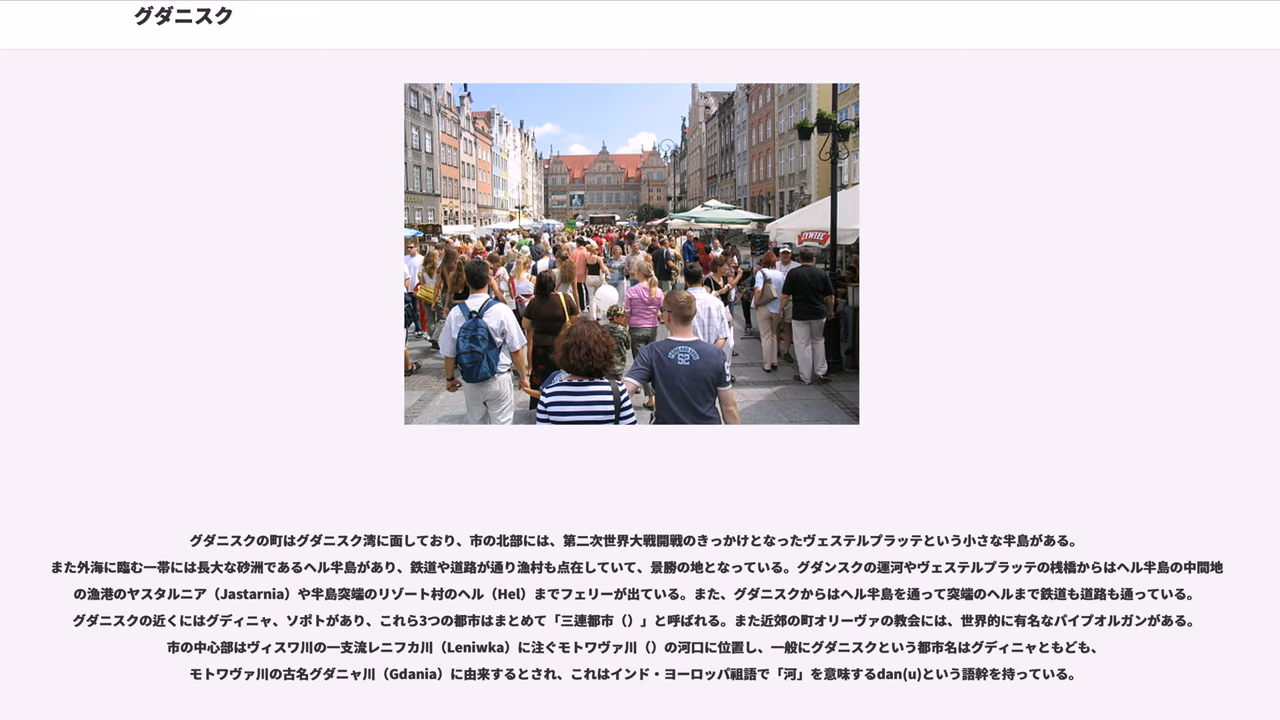 グダニスク
ŻYWIEC
52
グダニスクの町はグダニスク湾に面しており、市の北部には、第二次世界大戦開戦のきっかけとなったヴェステルプラッテという小さな半島がある。
また外海に臨む一帯には長大な砂洲であるヘル半島があり、鉄道や道路が通り漁村も点在していて、景勝の地となっている。グダンスクの運河やヴェステルプラッテの桟橋からはヘル半島の中間地
の漁港のヤスタルニア（Jastarnia）や半島突端のリゾート村のヘル（Hel）までフェリーが出ている。また、グダニスクからはヘル半島を通って突端のヘルまで鉄道も道路も通っている。
グダニスクの近くにはグディニャ、ソポトがあり、これら3つの都市はまとめて「三連都市（）」と呼ばれる。また近郊の町オリーヴァの教会には、世界的に有名なパイプオルガンがある。
市の中心部はヴィスワ川の一支流レニフカ川（Leniwka）に注ぐモトワヴァ川（）の河口に位置し、一般にグダニスクという都市名はグディニャともども、
モトワヴァ川の古名グダニャ川（Gdania）に由来するとされ、これはインド・ヨーロッパ祖語で「河」を意味するdan(u)という語幹を持っている。